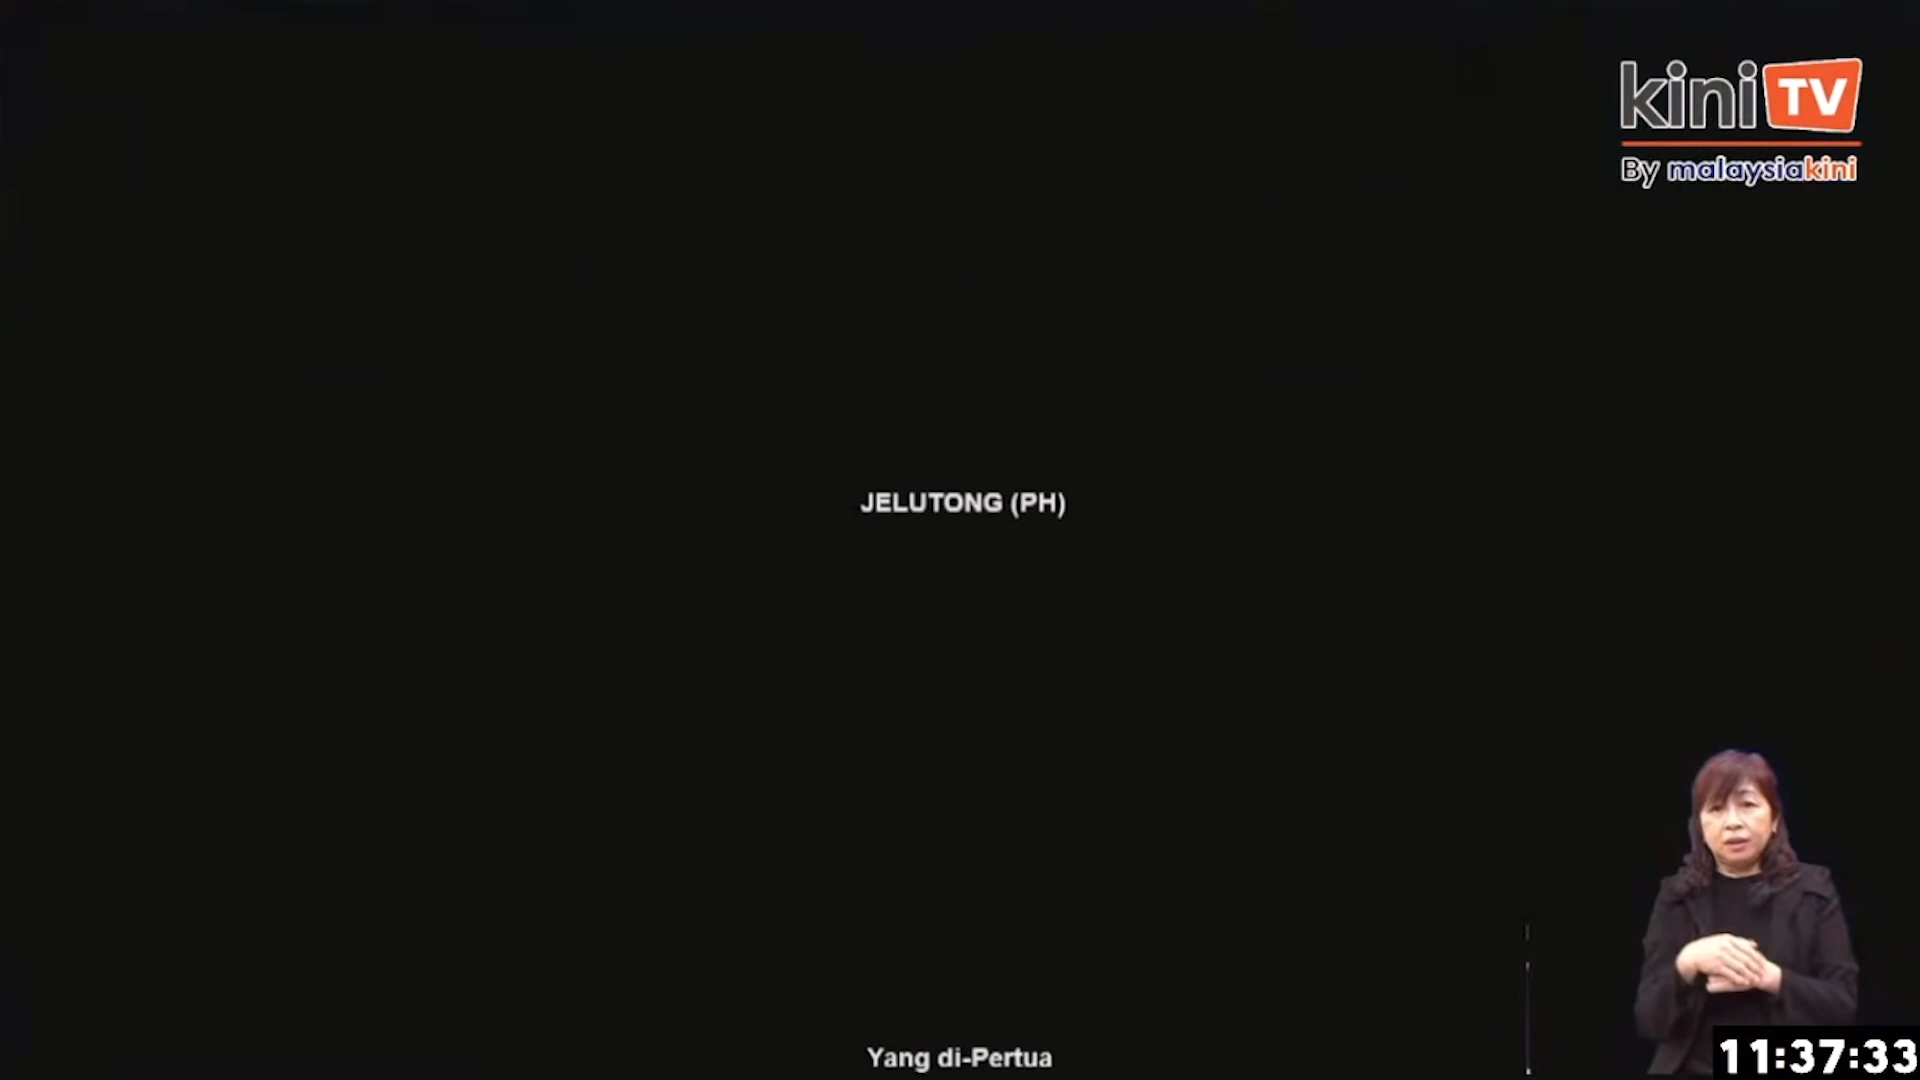 kini TV
By malaysiakini
JELUTONG (PH)
Yang di-Pertua
11:37:33